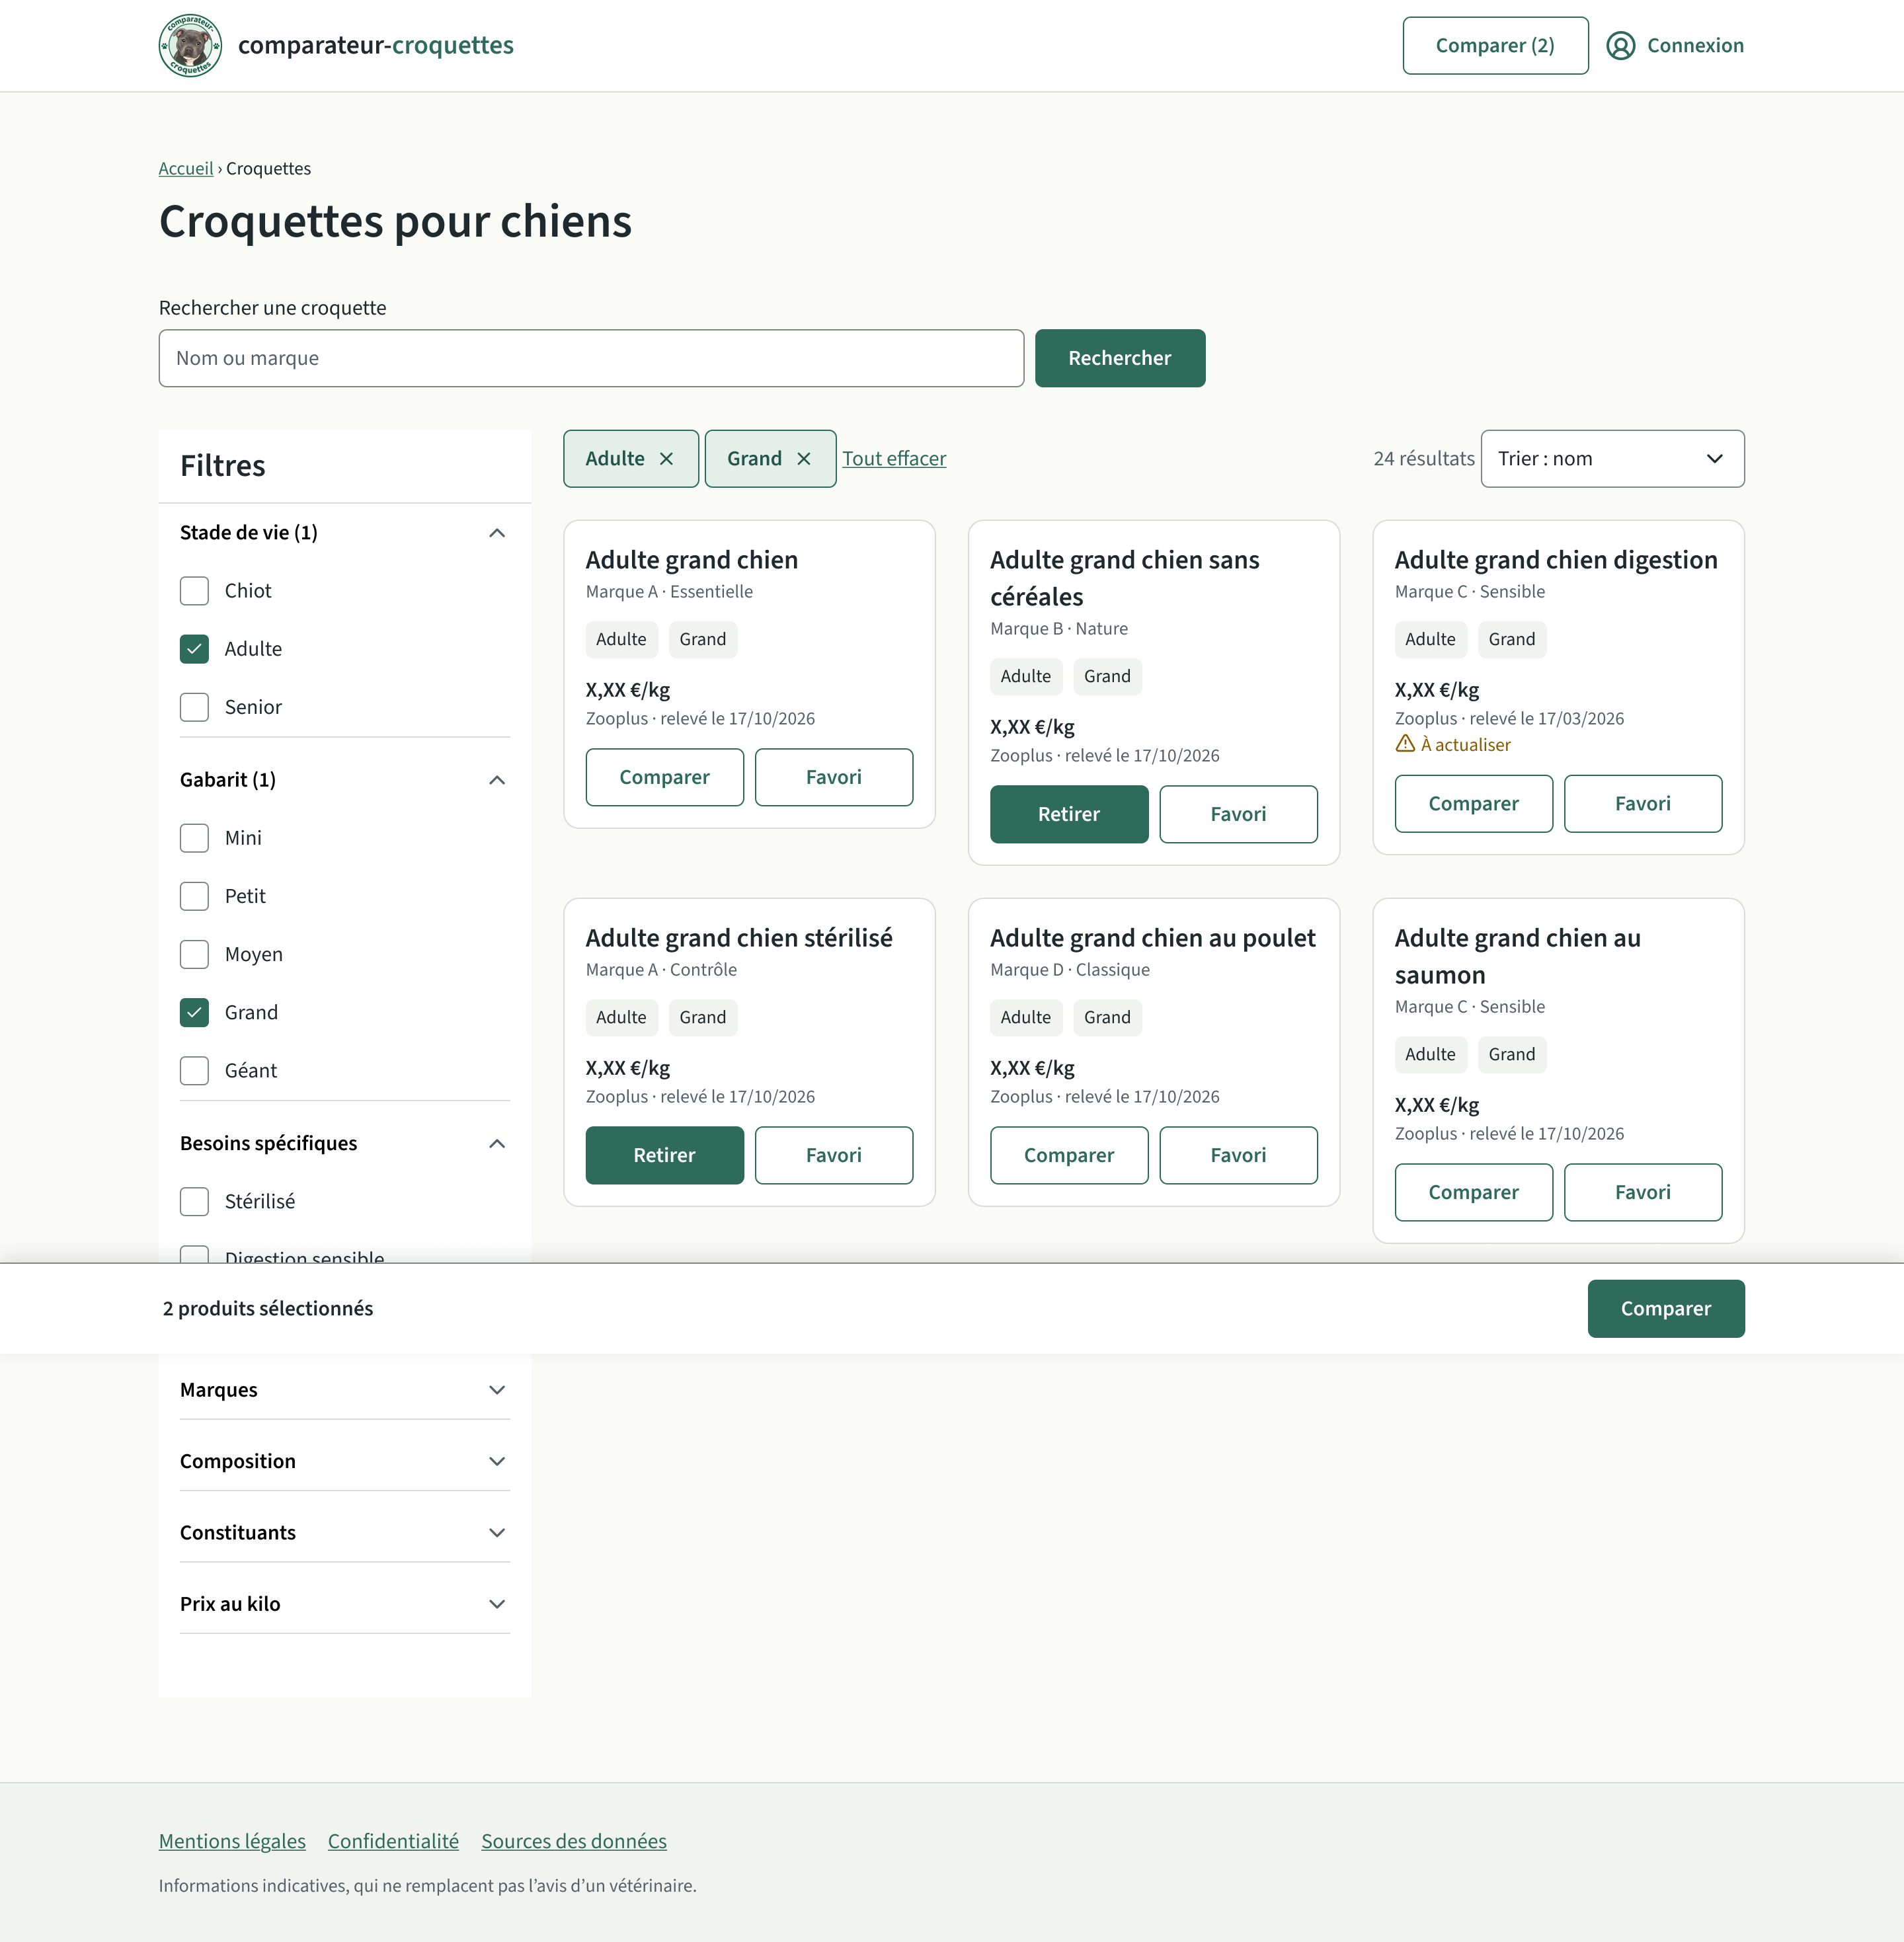 comparateur-
croquettes
comparateur-croquettes
Comparer (2)
Connexion
Accueil › Croquettes
Croquettes pour chiens
Rechercher une croquette
Nom ou marque
Rechercher
Filtres
Stade de vie (1)
Chiot
Adulte
Senior
Gabarit (1)
Mini
Petit
Moyen
Grand
Géant
Besoins spécifiques
Stérilisé
Digestion sensible
Adulte
Grand
Tout effacer
24 résultats
Trier : nom
Adulte grand chien
Marque A · Essentielle
Adulte
Grand
X,XX €/kg
Zooplus · relevé le 17/10/2026
Comparer
Favori
Adulte grand chien sans
céréales
Marque B · Nature
Adulte
Grand
X,XX €/kg
Zooplus · relevé le 17/10/2026
Retirer
Favori
Adulte grand chien digestion
Marque C · Sensible
Adulte
Grand
X,XX €/kg
Zooplus · relevé le 17/03/2026
À actualiser
Comparer
Favori
Adulte grand chien stérilisé
Marque A · Contrôle
Adulte
Grand
X,XX €/kg
Zooplus · relevé le 17/10/2026
Retirer
Favori
Adulte grand chien au poulet
Marque D · Classique
Adulte
Grand
X,XX €/kg
Zooplus · relevé le 17/10/2026
Comparer
Favori
Adulte grand chien au
saumon
Marque C · Sensible
Adulte
Grand
X,XX €/kg
Zooplus · relevé le 17/10/2026
Comparer
Favori
2 produits sélectionnés
Comparer
Marques
Composition
Constituants
Prix au kilo
Mentions légales
Confidentialité
Sources des données
Informations indicatives, qui ne remplacent pas l’avis d’un vétérinaire.